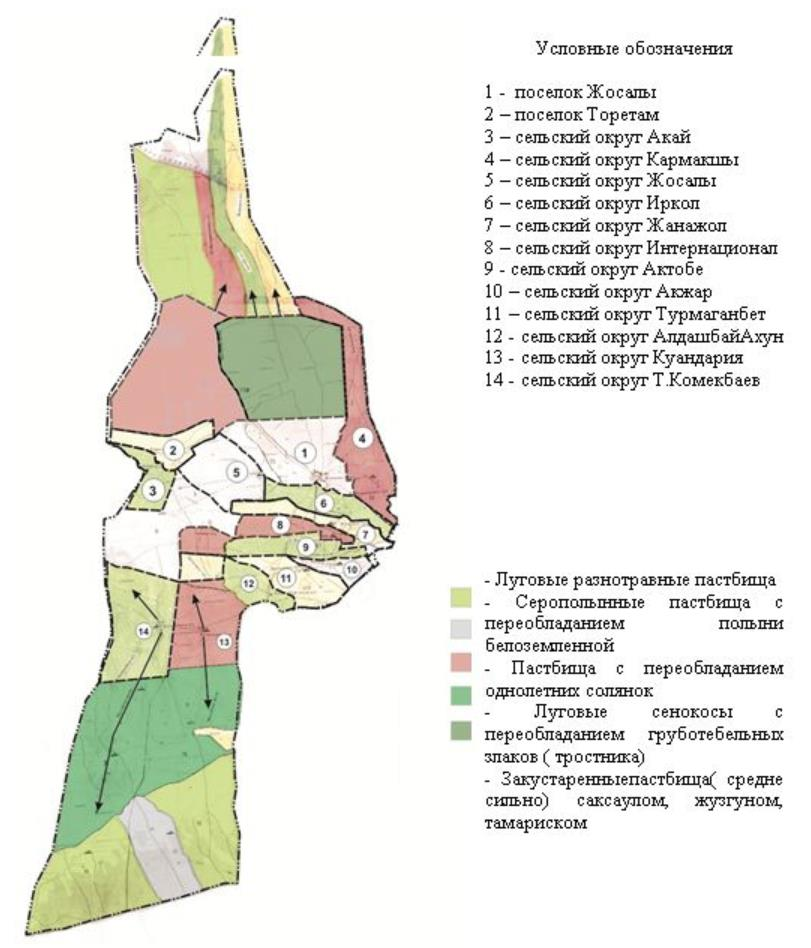 Условные обозначения
1 - поселок Жосалы
2 – поселок Торетам
3 – сельский округ Акай
4 – сельский округ Кармакшы
5 – сельский округ Жосалы
6 – сельский округ Иркол
7 – сельский округ Жанажол
8 – сельский округ Интернационал
9 - сельский округ Актобе
10 – сельский округ Акжар
11 – сельский округ Турмаганбет
12 - сельский округ АлдашбайАхун
13 - сельский округ Куандария
14 - сельский округ Т.Комекбаев
4
1
2
5
3
6
8
7
9
10
11
12
14
13
- Луговые разнотравные пастбища
- Серополынные пастбища с
переобладанием полыни
белоземленной
- Пастбища с переобладанием
однолетних солянок
- Луговые сенокосы с
переобладанием груботебельных
злаков ( тростника)
- Закустаренныепастбища( средне
сильно) саксаулом, жузгуном,
тамариском